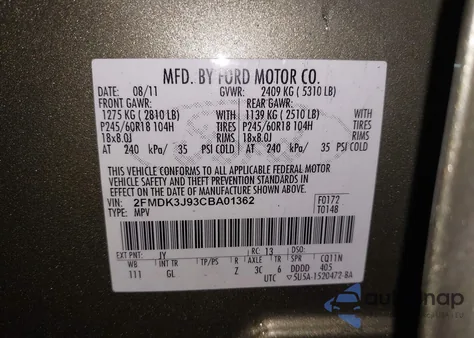 MFD. BY FORD MOTOR CO.
DATE: 08/11 GVWR: 2409 KG ( 5310 LB)
FRONT GAWR: REAR GAWR:
1275 KG ( 2810 LB) 1139 KG ( 2510 LB)
P245/60R18 104H WITH TIRES P245/60R18 104H WITH TIRES
18x8.0J RIMS 18x8.0J RIMS
AT 240 kPa/ 35 PSI COLD AT 240 kPa/ 35 PSI COLD
THIS VEHICLE CONFORMS TO ALL APPLICABLE FEDERAL MOTOR
VEHICLE SAFETY AND THEFT PREVENTION STANDARDS IN
EFFECT ON THE DATE OF MANUFACTURE SHOWN ABOVE.
VIN: 2FMDK3J93CBA01362 F0172
TYPE: MPV T0148
EXT PNT: JY RC: 13 DSO:
WB INT TR TP/PS R AXLE TR SPR CQ11N
111 GL Z 3C 6 DDDD 405
UTC 5USA-1520472-BA